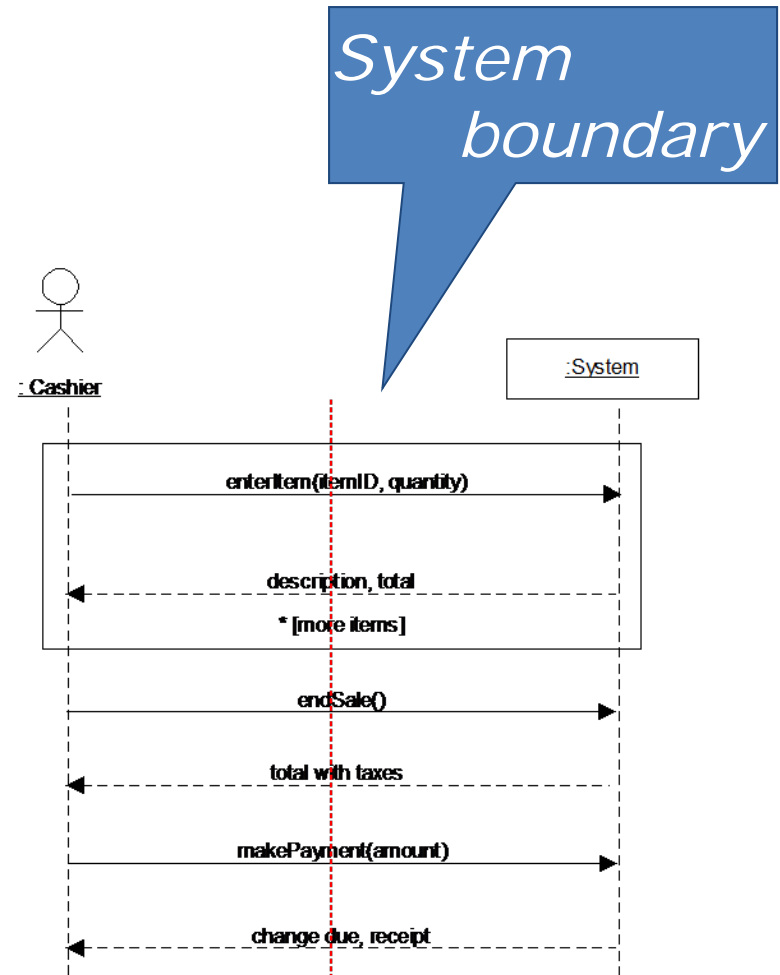 System
boundary
: Cashier
:System
enterItem(itemID, quantity)
description, total
* [more items]
endSale()
total with taxes
makePayment(amount)
change due, receipt